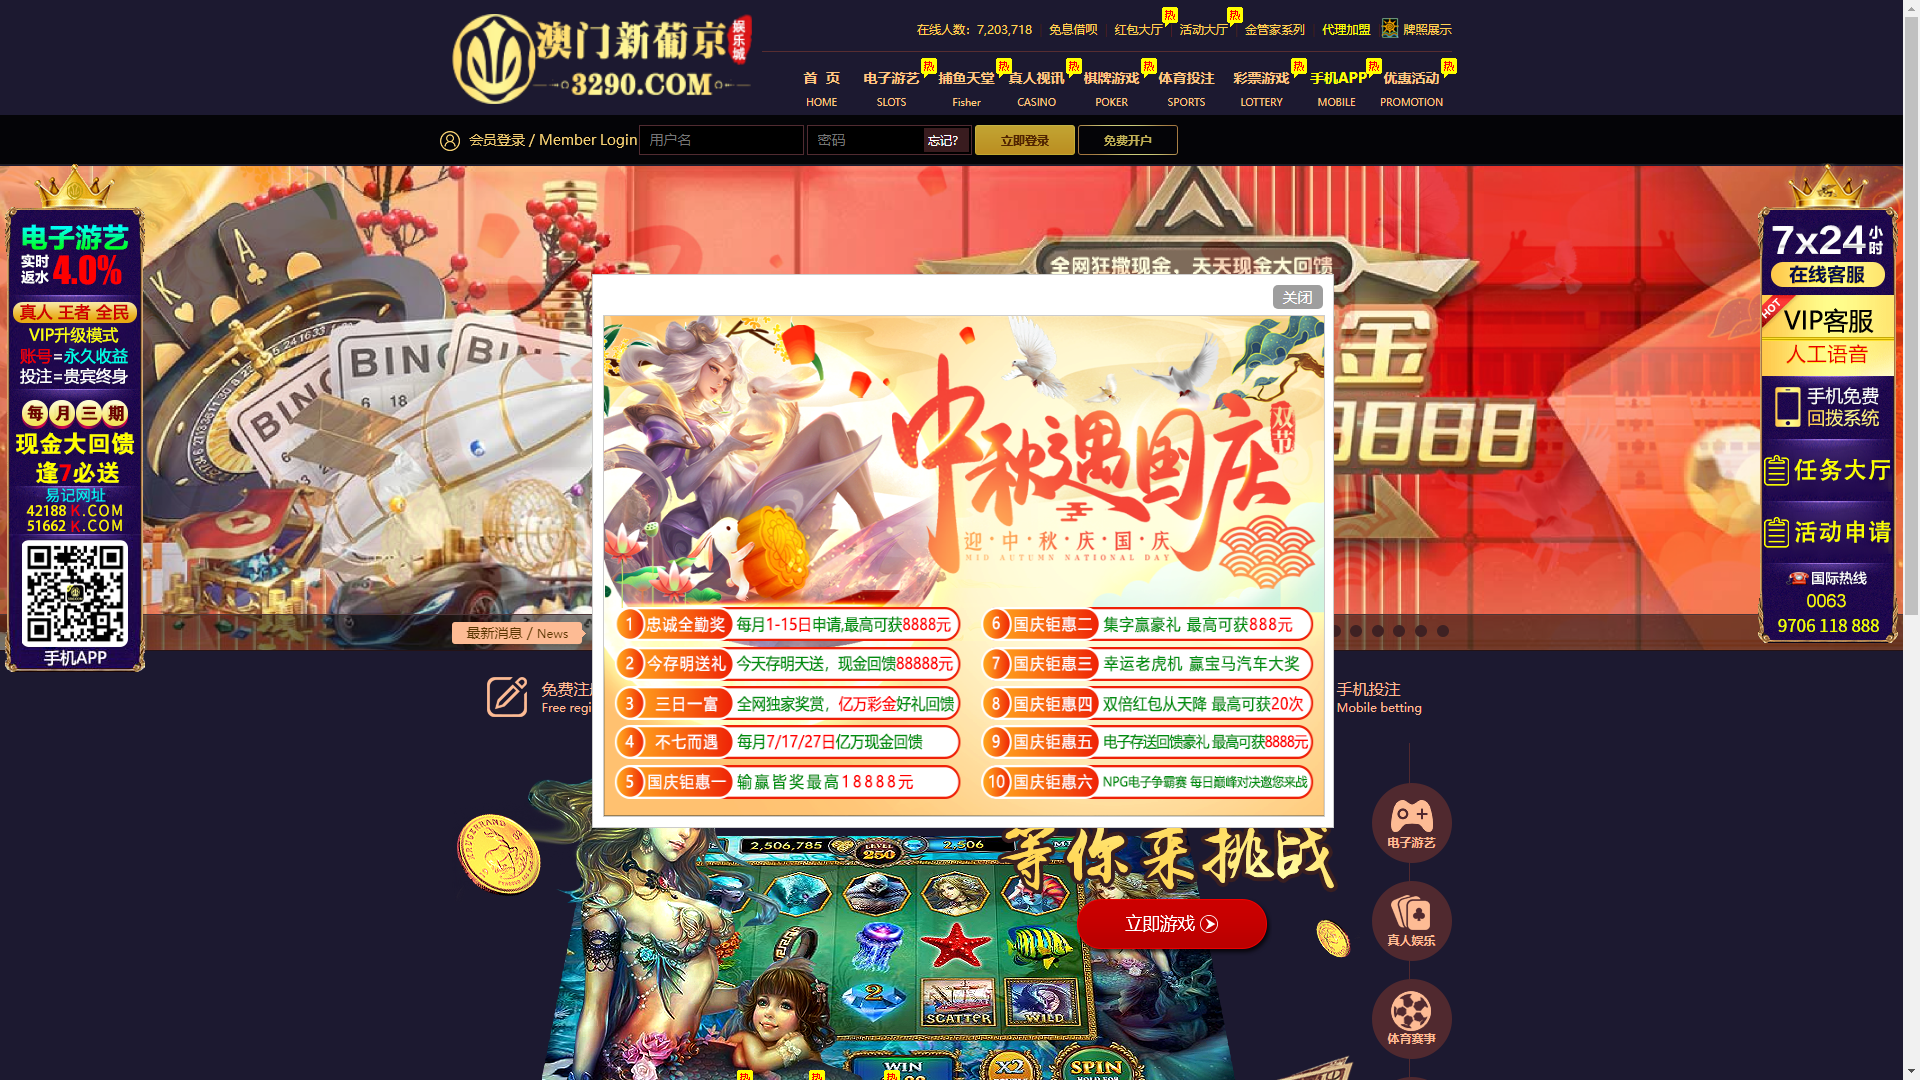 澳门新葡京
娱乐城
3290.COM
在线人数：7,203,718
免息借呗
红包大厅
热
活动大厅
热
金管家系列
代理加盟
牌照展示
首 页
电子游艺
热
捕鱼天堂
热
真人视讯
热
棋牌游戏
热
体育投注
彩票游戏
热
手机APP
热
优惠活动
热
HOME
SLOTS
Fisher
CASINO
POKER
SPORTS
LOTTERY
MOBILE
PROMOTION
会员登录 / Member Login
用户名
密码
忘记?
立即登录
免费开户
电子游艺
实时
返水
4.0%
真人 王者 全民
VIP升级模式
账号=永久收益
投注=贵宾终身
每月三期
现金大回馈
逢7必送
易记网址
42188 K.COM
51662 K.COM
手机APP
A
K
BINGO
BIN
6 18
全网狂撒现金，天天现金大回馈
金
8888
关闭
中秋遇国庆
双节
迎·中·秋·庆·国·庆
MID AUTUMN NATIONAL DAY
1 忠诚全勤奖 每月1-15日申请,最高可获8888元
2 今存明送礼 今天存明天送，现金回馈88888元
3 三日一富 全网独家奖赏，亿万彩金好礼回馈
4 不七而遇 每月7/17/27日亿万现金回馈
5 国庆钜惠一 输赢皆奖最高18888元
6 国庆钜惠二 集字赢豪礼 最高可获888元
7 国庆钜惠三 幸运老虎机 赢宝马汽车大奖
8 国庆钜惠四 双倍红包从天降 最高可获20次
9 国庆钜惠五 电子存送回馈豪礼 最高可获8888元
10 国庆钜惠六 NPG电子争霸赛 每日巅峰对决邀您来战
7x24小时
在线客服
HOT
VIP客服
人工语音
手机免费
回拨系统
任务大厅
活动申请
国际热线
0063
9706 118 888
最新消息 / News
免费注
Free regi
手机投注
Mobile betting
KRUGERRAND
2,506,785
LEVEL
250
2,506
等你来挑战
立即游戏
2
SCATTER
WILD
WIN
X2
SPIN
电子游艺
真人娱乐
体育赛事
热
热
热